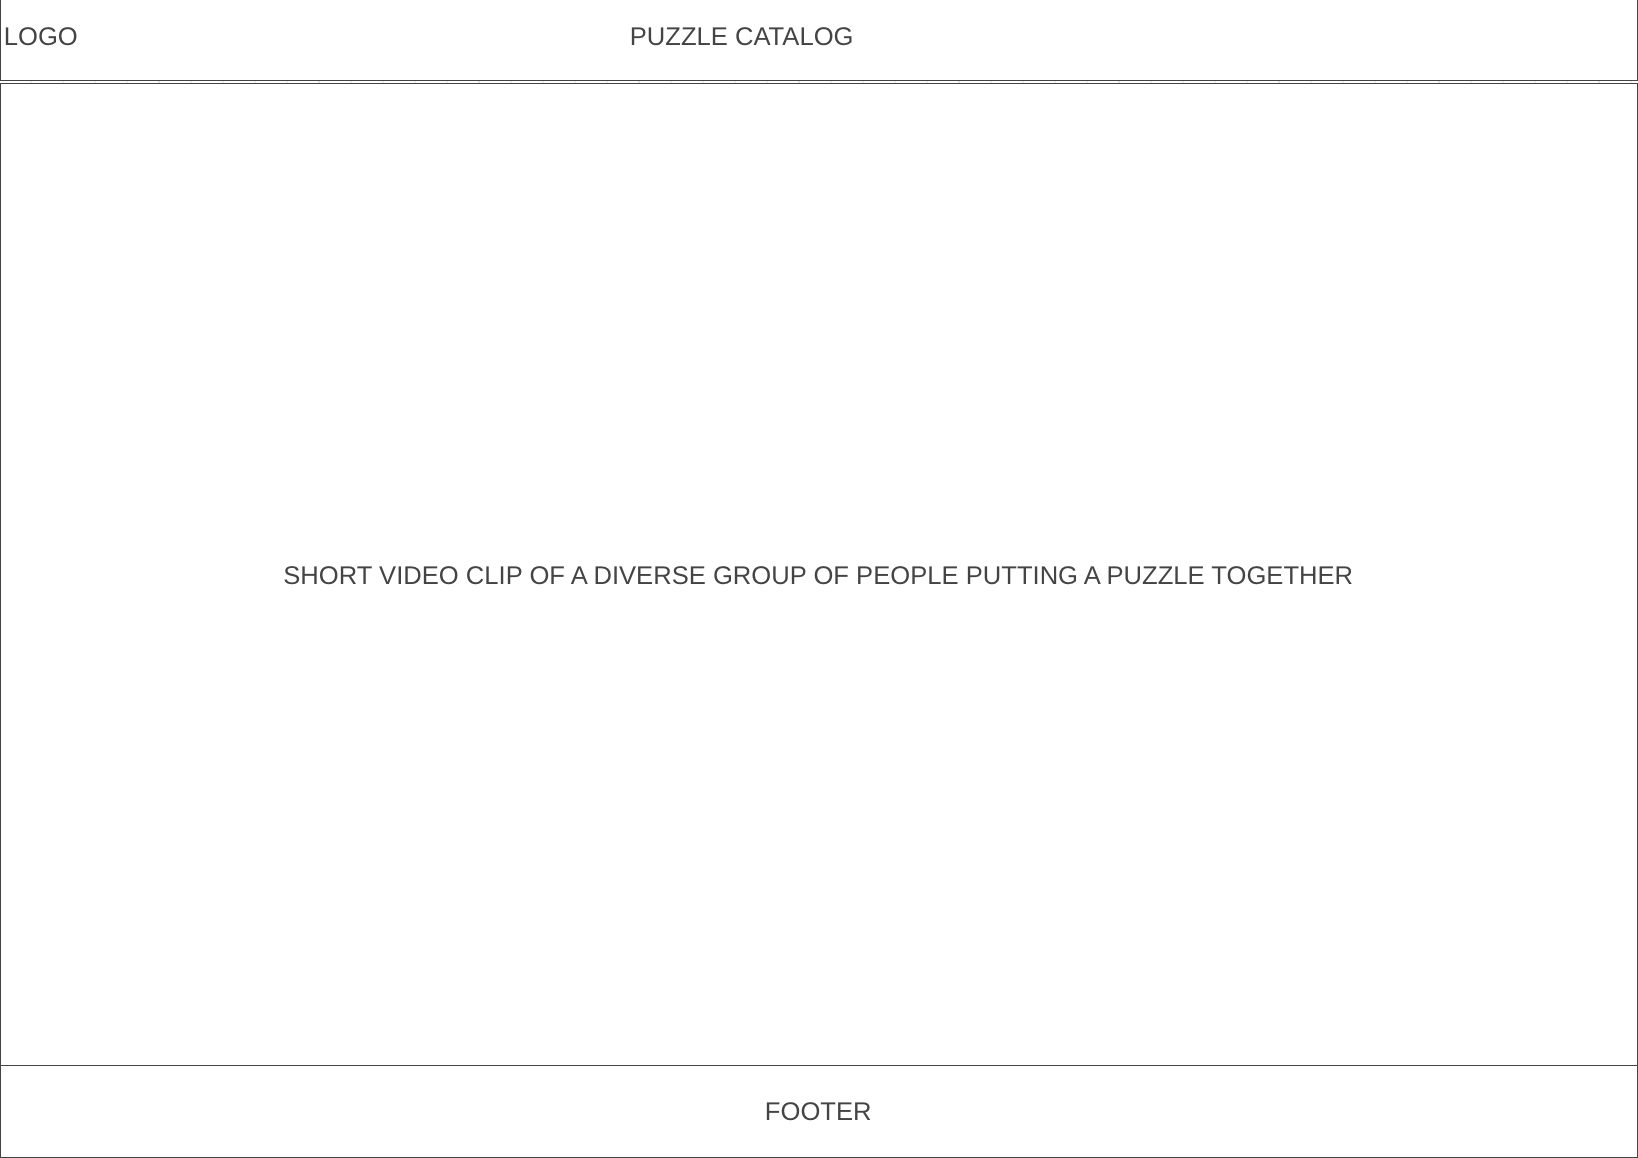 LOGO
PUZZLE CATALOG
SHORT VIDEO CLIP OF A DIVERSE GROUP OF PEOPLE PUTTING A PUZZLE TOGETHER
FOOTER